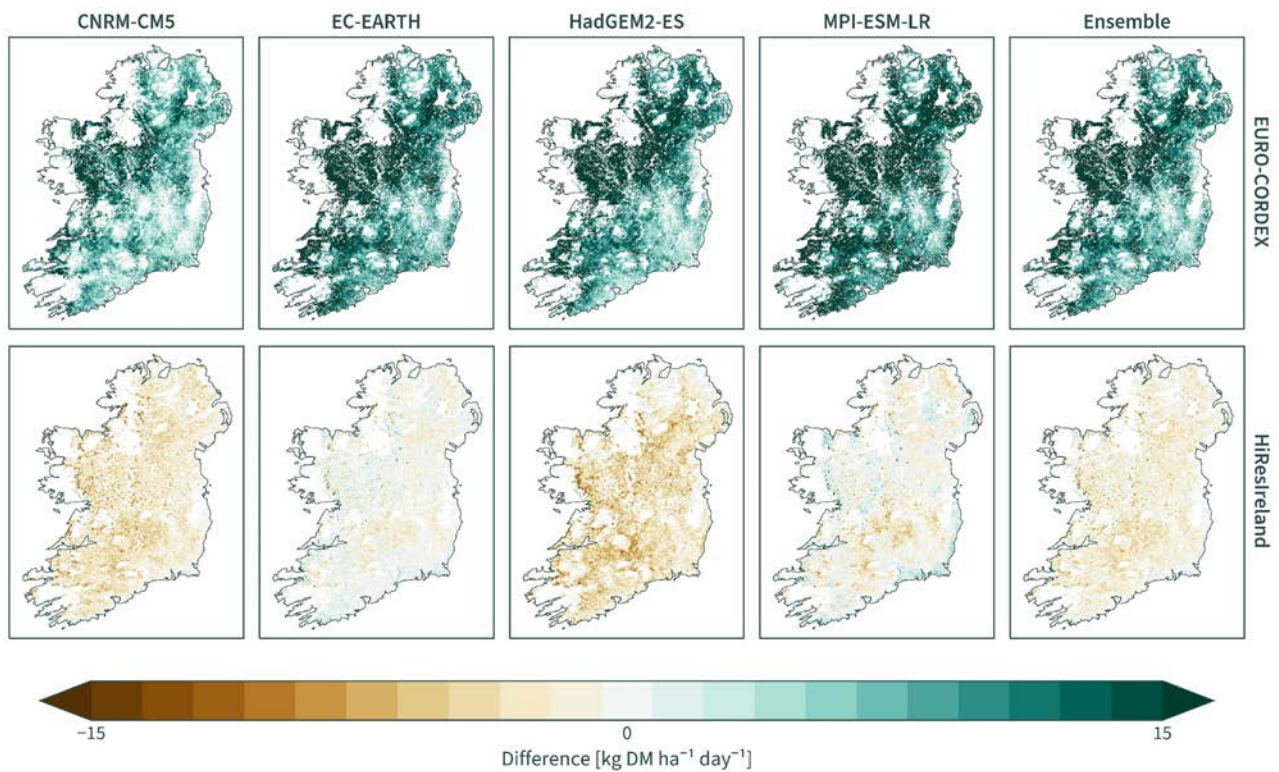 CNRM-CM5 EC-EARTH HadGEM2-ES MPI-ESM-LR Ensemble
EURO-CORDEX
HiResIreland
−15 0 15
Difference [kg DM ha⁻¹ day⁻¹]